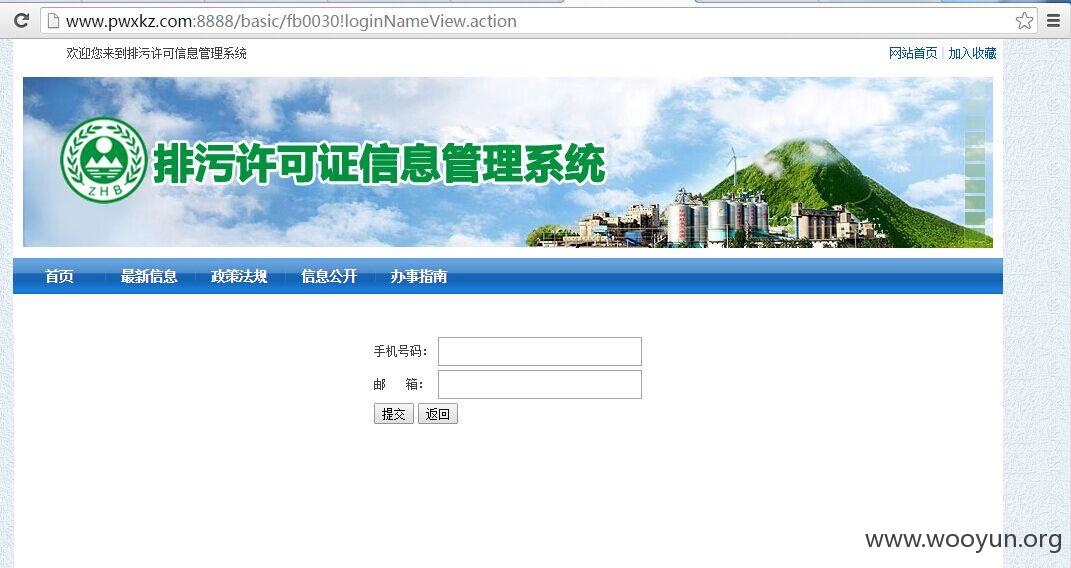 www.pwxkz.com:8888/basic/fb0030!loginNameView.action
欢迎您来到排污许可信息管理系统
网站首页 | 加入收藏
ZHB
排污许可证信息管理系统
首页 最新信息 政策法规 信息公开 办事指南
手机号码：
邮 箱：
提交 返回
www.wooyun.org